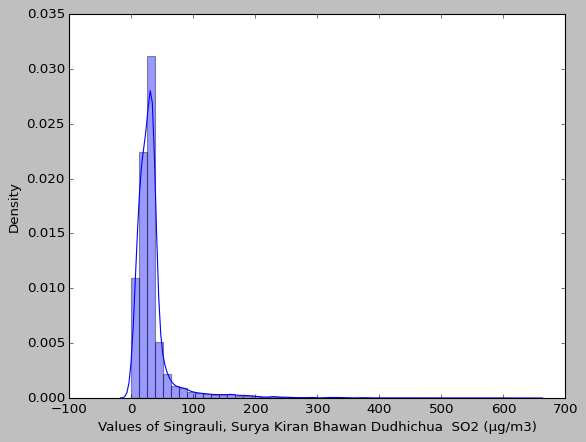 0.035
0.030
0.025
0.020
0.015
0.010
0.005
0.000
Density
−100 0 100 200 300 400 500 600 700
Values of Singrauli, Surya Kiran Bhawan Dudhichua  SO2 (µg/m3)